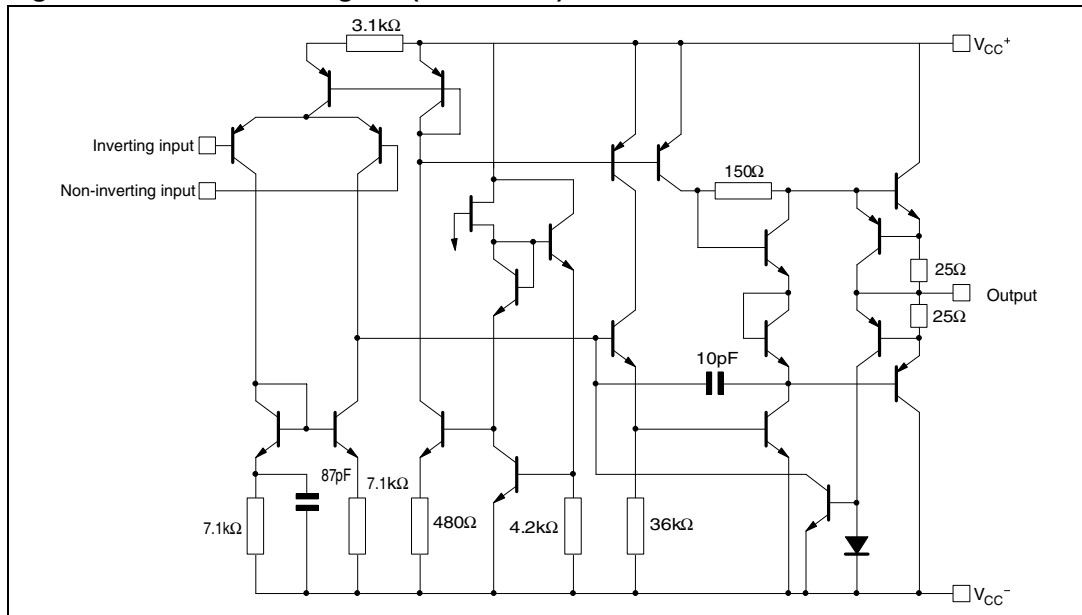 3.1kΩ
VCC+
Inverting input
Non-inverting input
150Ω
25Ω
Output
25Ω
10pF
87pF
7.1kΩ
7.1kΩ
480Ω
4.2kΩ
36kΩ
VCC−